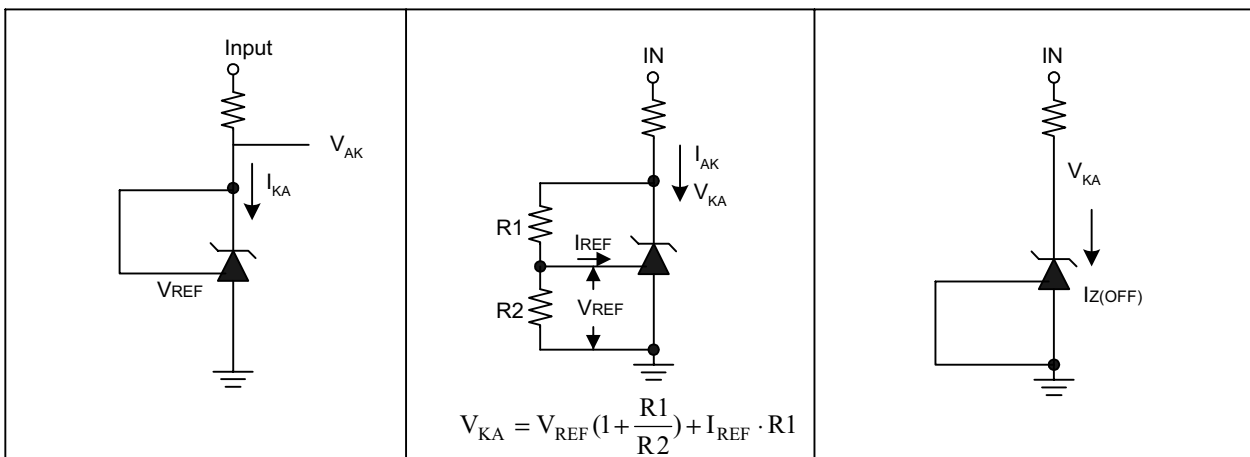 Input
V_AK
I_KA
VREF
IN
I_AK
V_KA
R1
IREF
R2
VREF
V_KA = V_REF(1+R1/R2)+I_REF·R1
IN
V_KA
IZ(OFF)